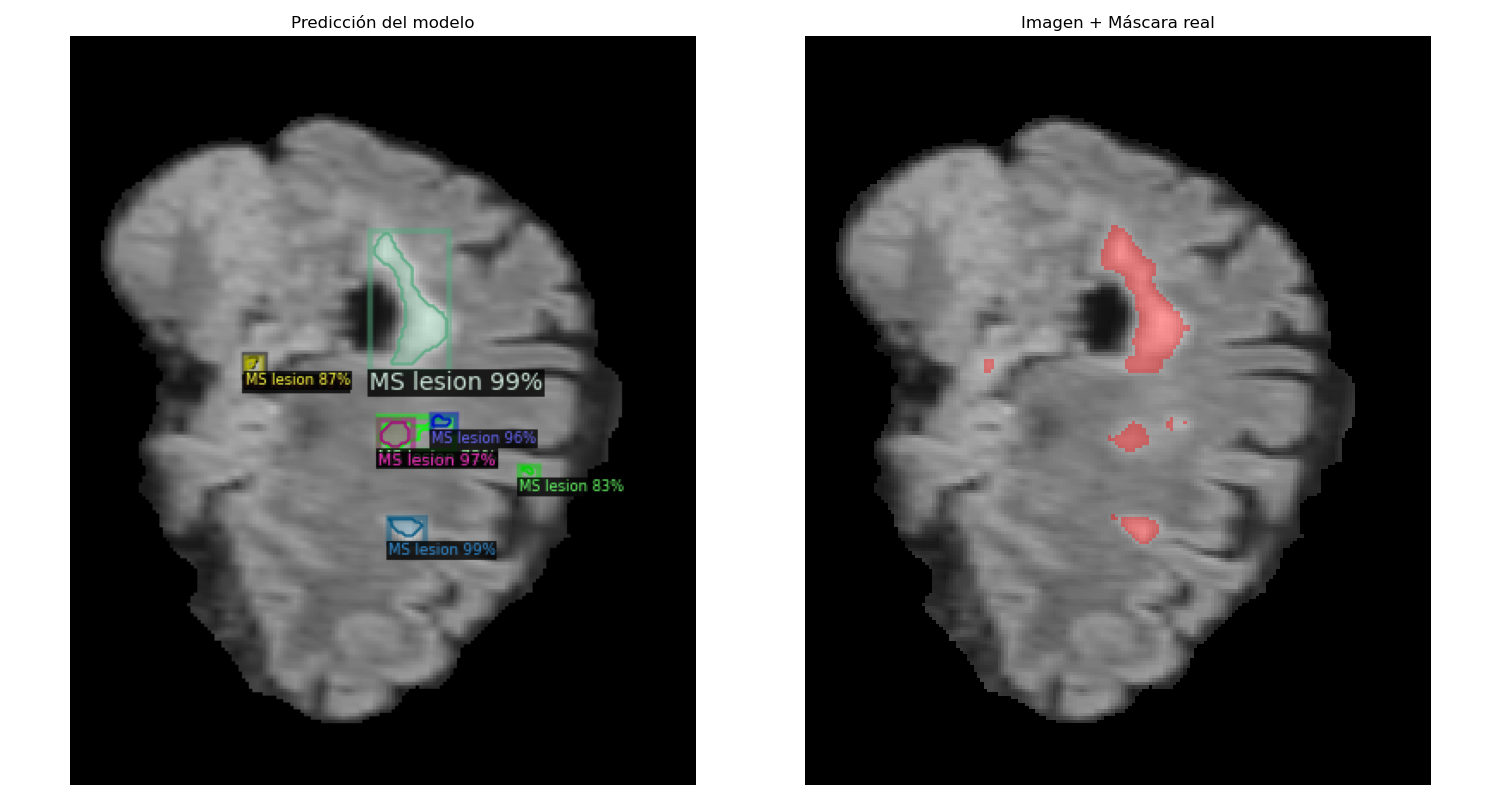 Predicción del modelo
Imagen + Máscara real
MS lesion 87%
MS lesion 99%
MS lesion 96%
MS lesion 97%
MS lesion 83%
MS lesion 99%